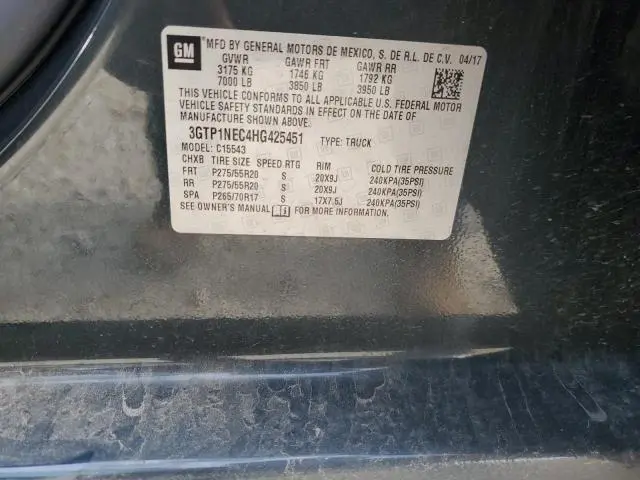 GM
MFD BY GENERAL MOTORS DE MEXICO, S. DE R.L. DE C.V. 04/17
GVWR GAWR FRT GAWR RR
3175 KG 1746 KG 1792 KG
7000 LB 3850 LB 3950 LB
THIS VEHICLE CONFORMS TO ALL APPLICABLE U.S. FEDERAL MOTOR
VEHICLE SAFETY STANDARDS IN EFFECT ON THE DATE OF
MANUFACTURE SHOWN ABOVE.
3GTP1NEC4HG425451 TYPE: TRUCK
MODEL: C15543
CHXB TIRE SIZE SPEED RTG RIM COLD TIRE PRESSURE
FRT P275/55R20 S 20X9J 240KPA(35PSI)
RR P275/55R20 S 20X9J 240KPA(35PSI)
SPA P265/70R17 S 17X7.5J 240KPA(35PSI)
SEE OWNER'S MANUAL FOR MORE INFORMATION.